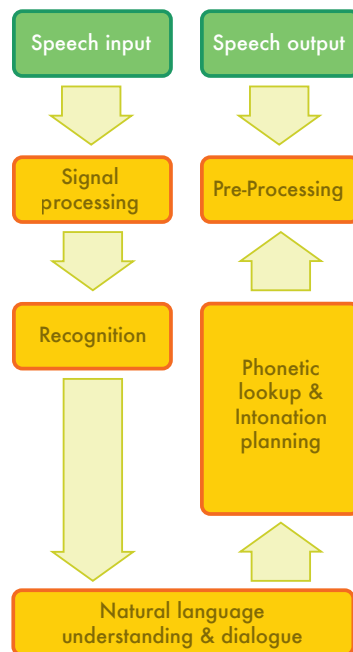 Speech input
Speech output
Signal
processing
Pre-Processing
Recognition
Phonetic
lookup &
Intonation
planning
Natural language
understanding & dialogue